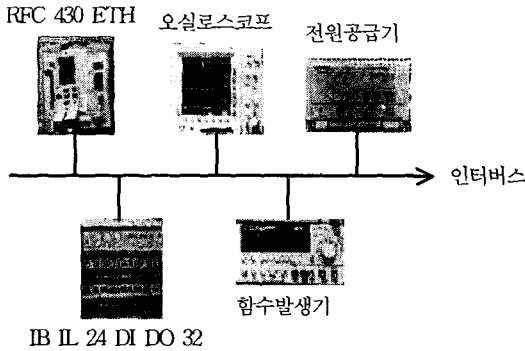 RFC 430 ETH
오실로스코프
전원공급기
인터버스
함수발생기
IB IL 24 DI DO 32